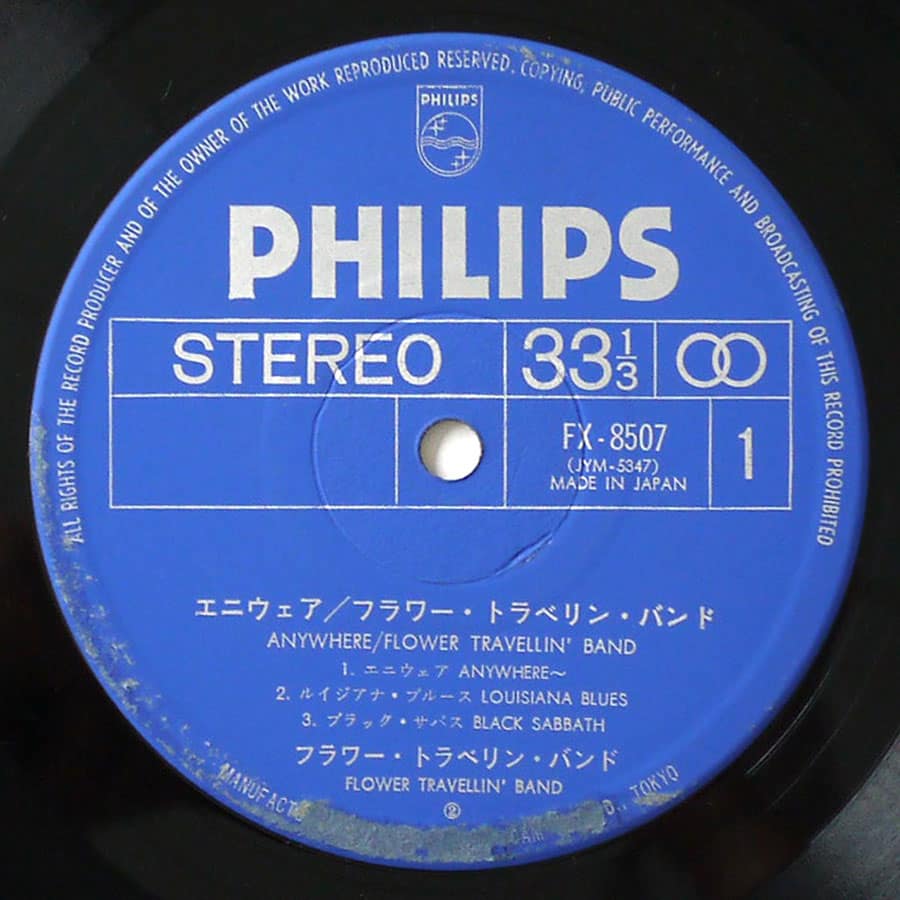 ALL RIGHTS OF THE RECORD PRODUCER AND OF THE OWNER OF THE WORK REPRODUCED RESERVED. COPYING, PUBLIC PERFORMANCE AND BROADCASTING OF THIS RECORD PROHIBITED
PHILIPS
PHILIPS
STEREO 33 1/3
FX-8507 1
(JYM-5347)
MADE IN JAPAN
エニウェア/フラワー・トラベリン・バンド
ANYWHERE/FLOWER TRAVELLIN' BAND
1. エニウェア ANYWHERE~
2. ルイジアナ・ブルース LOUISIANA BLUES
3. ブラック・サバス BLACK SABBATH
フラワー・トラベリン・バンド
FLOWER TRAVELLIN' BAND
②
TOKYO